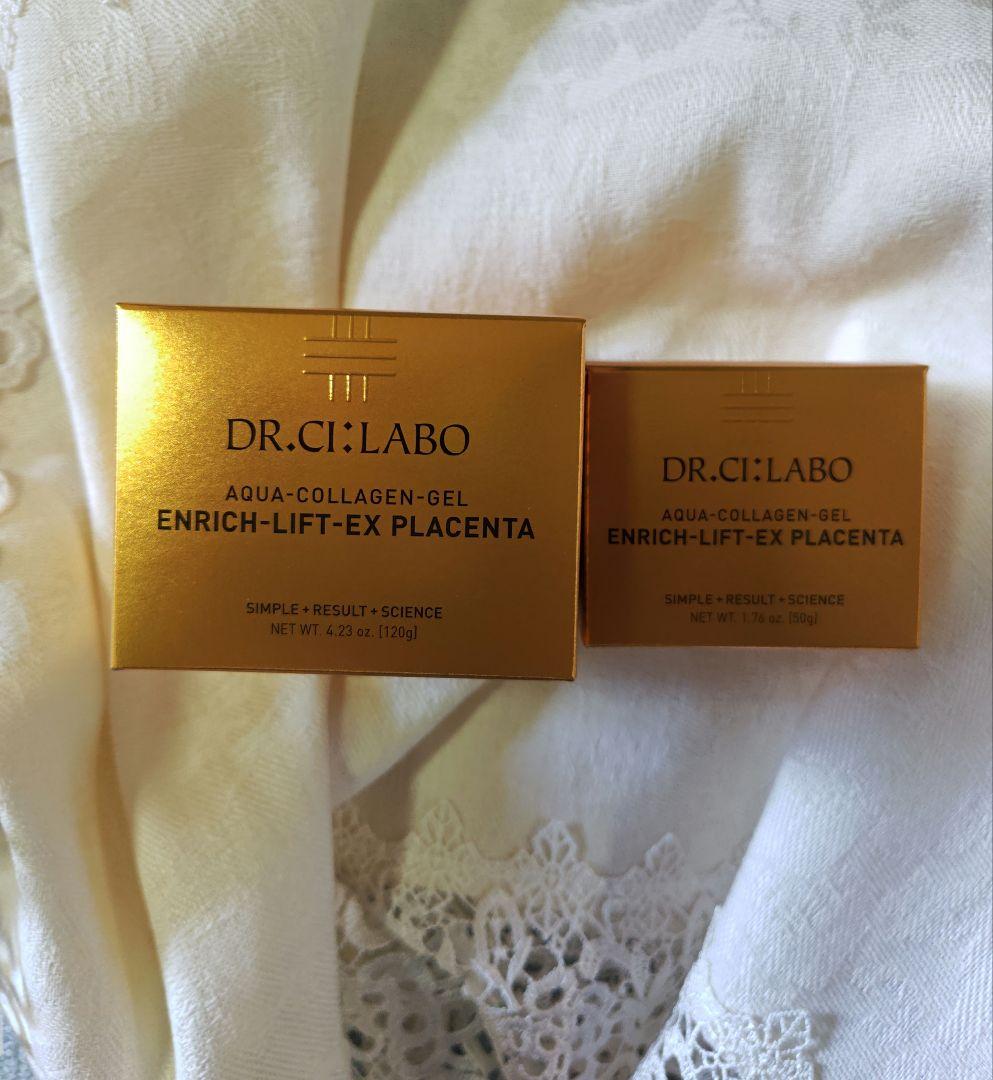 DR.CI:LABO
AQUA-COLLAGEN-GEL
ENRICH-LIFT-EX PLACENTA
SIMPLE + RESULT + SCIENCE
NET WT. 4.23 oz. [120g]
DR.CI:LABO
AQUA-COLLAGEN-GEL
ENRICH-LIFT-EX PLACENTA
SIMPLE + RESULT + SCIENCE
NET WT. 1.76 oz. [50g]